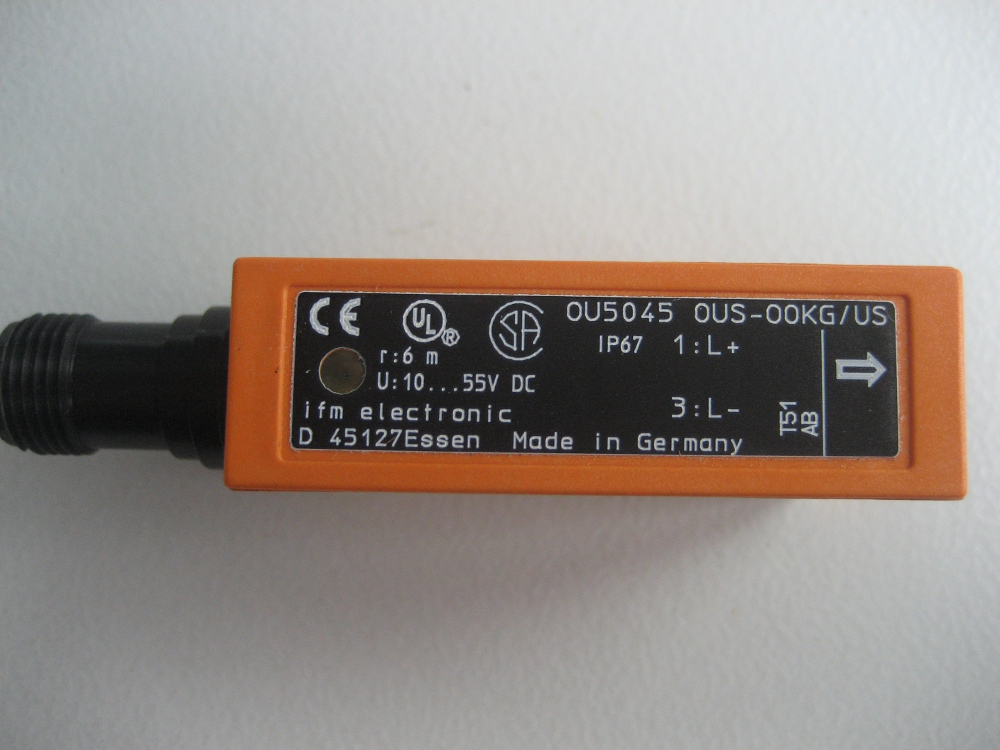 CE UL® SA OU5045 OUS-00KG/US
IP67 1:L+
r:6 m
U:10...55V DC
ifm electronic 3:L-
D 45127Essen Made in Germany
T51
AB